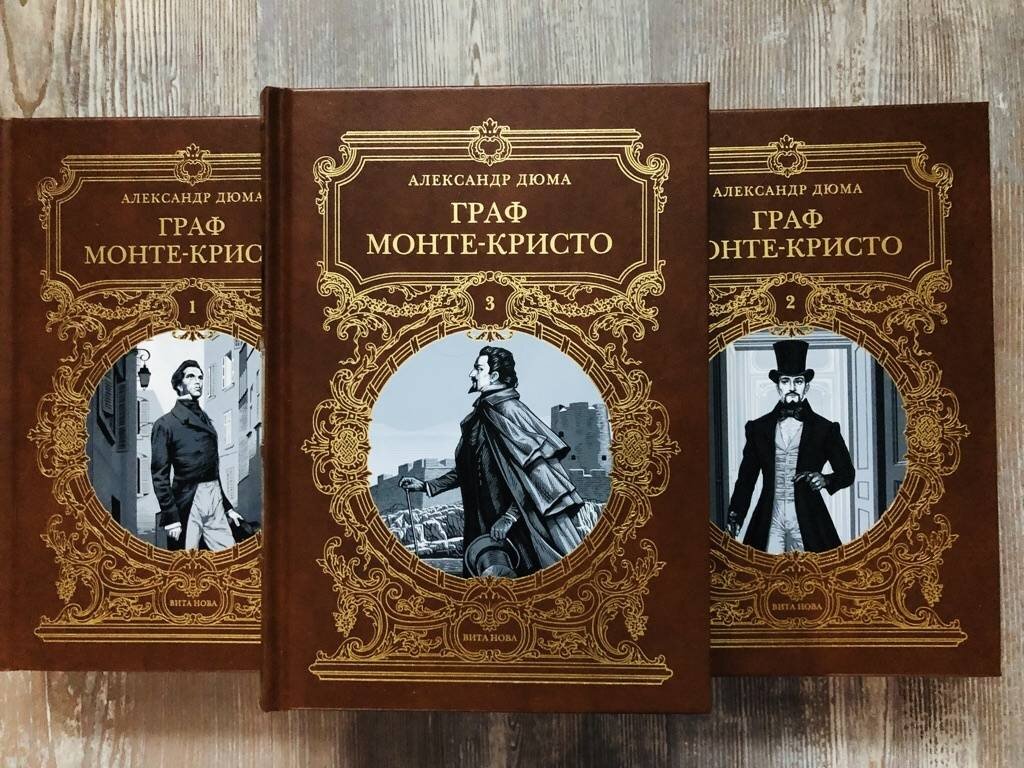 АЛЕКСАНДР ДЮМА
ГРАФ
МОНТЕ-КРИС
1
ВИТА НОВА
АЛЕКСАНДР ДЮМА
ГРАФ
МОНТЕ-КРИСТО
3
ВИТА НОВА
АЛЕКСАНДР ДЮМА
ГРАФ
ОНТЕ-КРИСТО
2
ВИТА НОВА